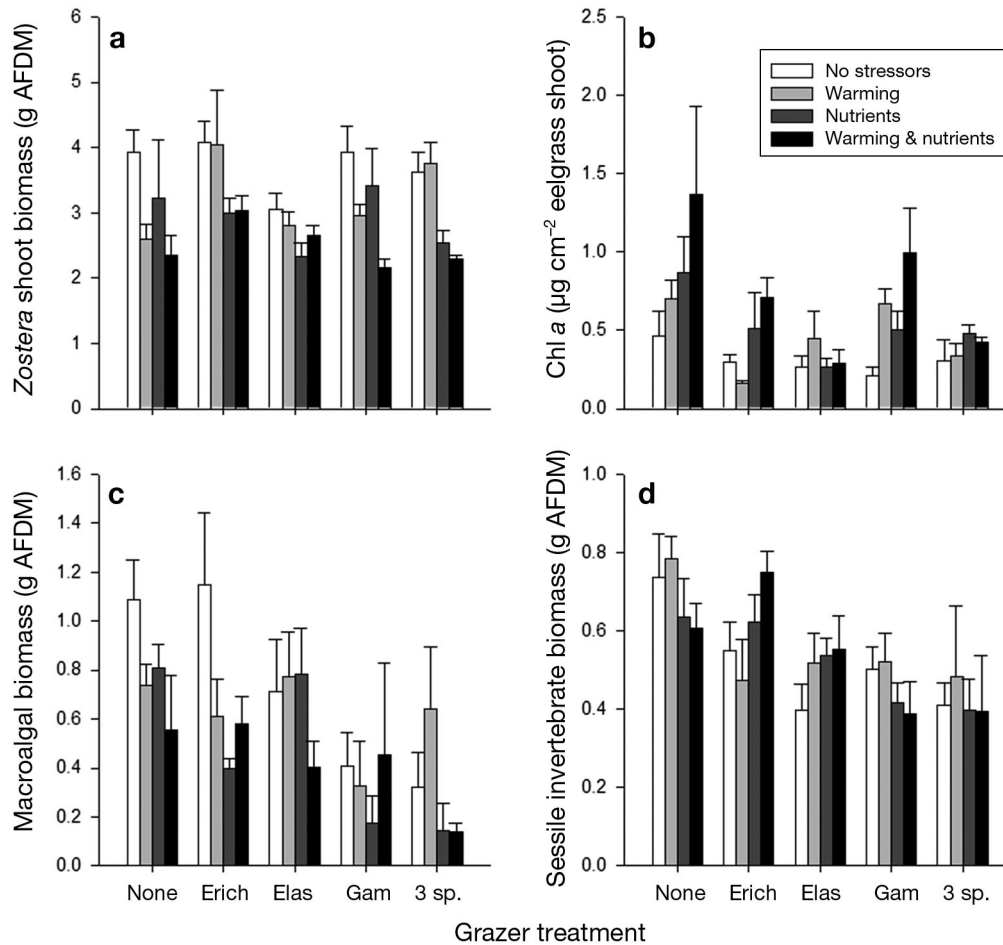 a
Zostera shoot biomass (g AFDM)
6
5
4
3
2
1
0
b
Chl a (µg cm⁻² eelgrass shoot)
2.5
2.0
1.5
1.0
0.5
0.0
No stressors
Warming
Nutrients
Warming & nutrients
c
Macroalgal biomass (g AFDM)
1.6
1.4
1.2
1.0
0.8
0.6
0.4
0.2
0.0
None Erich Elas Gam 3 sp.
d
Sessile invertebrate biomass (g AFDM)
1.0
0.8
0.6
0.4
0.2
0.0
None Erich Elas Gam 3 sp.
Grazer treatment